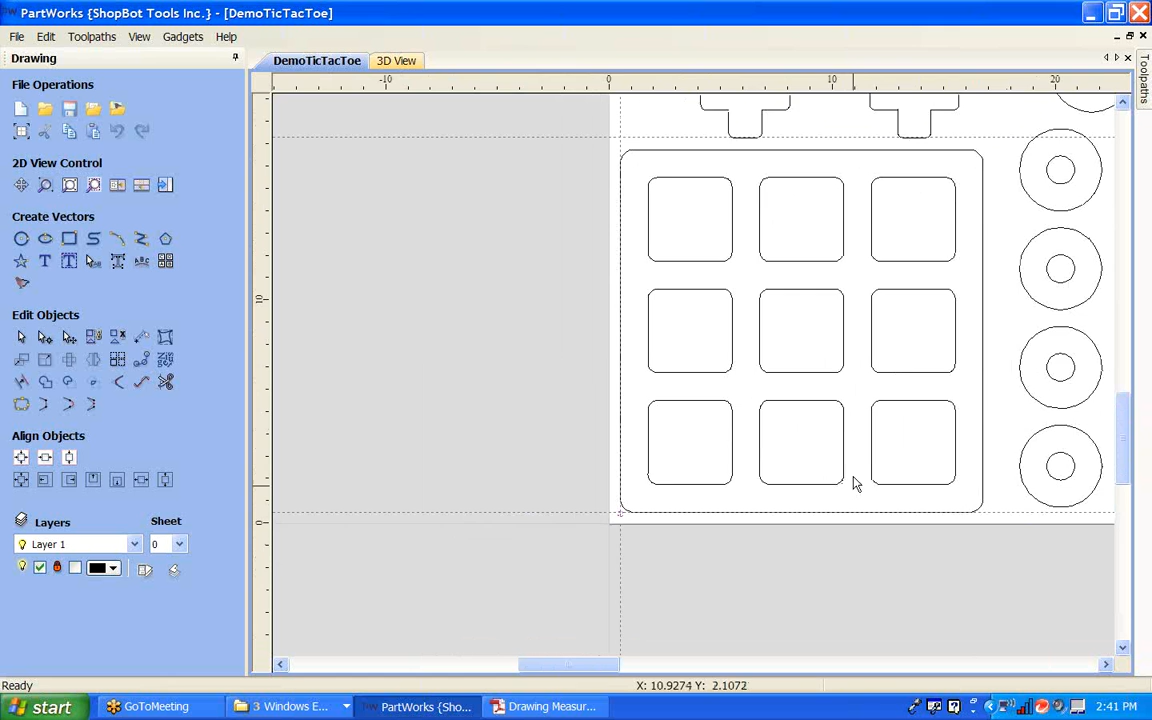 PartWorks {ShopBot Tools Inc.} - [DemoTicTacToe]
File Edit Toolpaths View Gadgets Help
Drawing
DemoTicTacToe
3D View
File Operations
2D View Control
Create Vectors
Edit Objects
Align Objects
Layers
Sheet
Layer 1
0
-10
0
10
20
10
0
Toolpaths
Ready
X: 10.9274 Y: 2.1072
start
GoToMeeting
3 Windows E...
PartWorks {Sho...
Drawing Measur...
2:41 PM